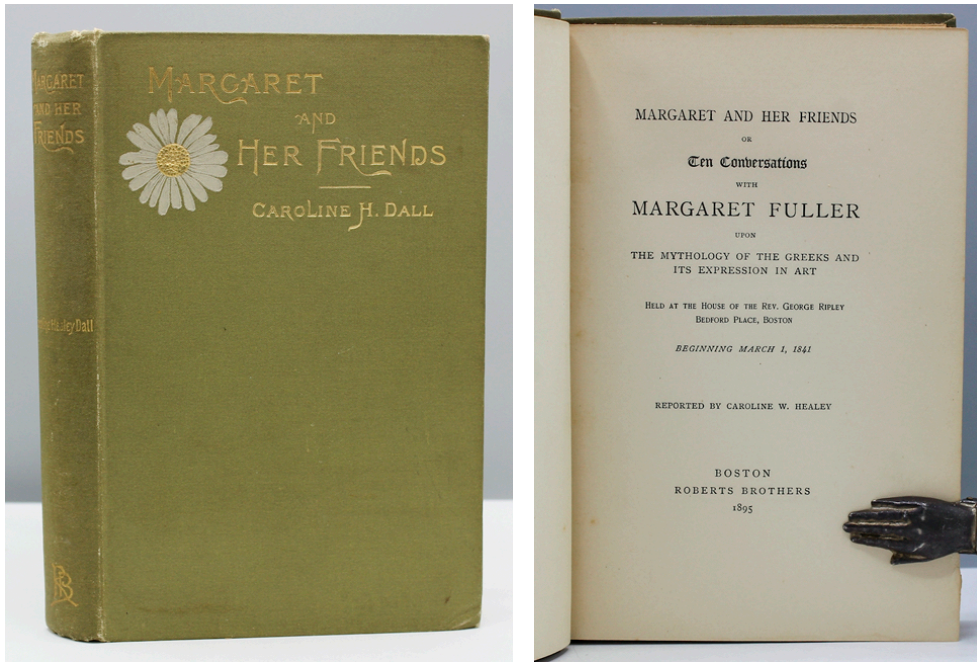 MARGARET
AND HER
FRIENDS
Healey Dall
RB
MARGARET
AND
HER FRIENDS
CAROLINE H. DALL
MARGARET AND HER FRIENDS
OR
Ten Conversations
WITH
MARGARET FULLER
UPON
THE MYTHOLOGY OF THE GREEKS AND
ITS EXPRESSION IN ART
HELD AT THE HOUSE OF THE REV. GEORGE RIPLEY
BEDFORD PLACE, BOSTON
BEGINNING MARCH 1, 1841
REPORTED BY CAROLINE W. HEALEY
BOSTON
ROBERTS BROTHERS
1895